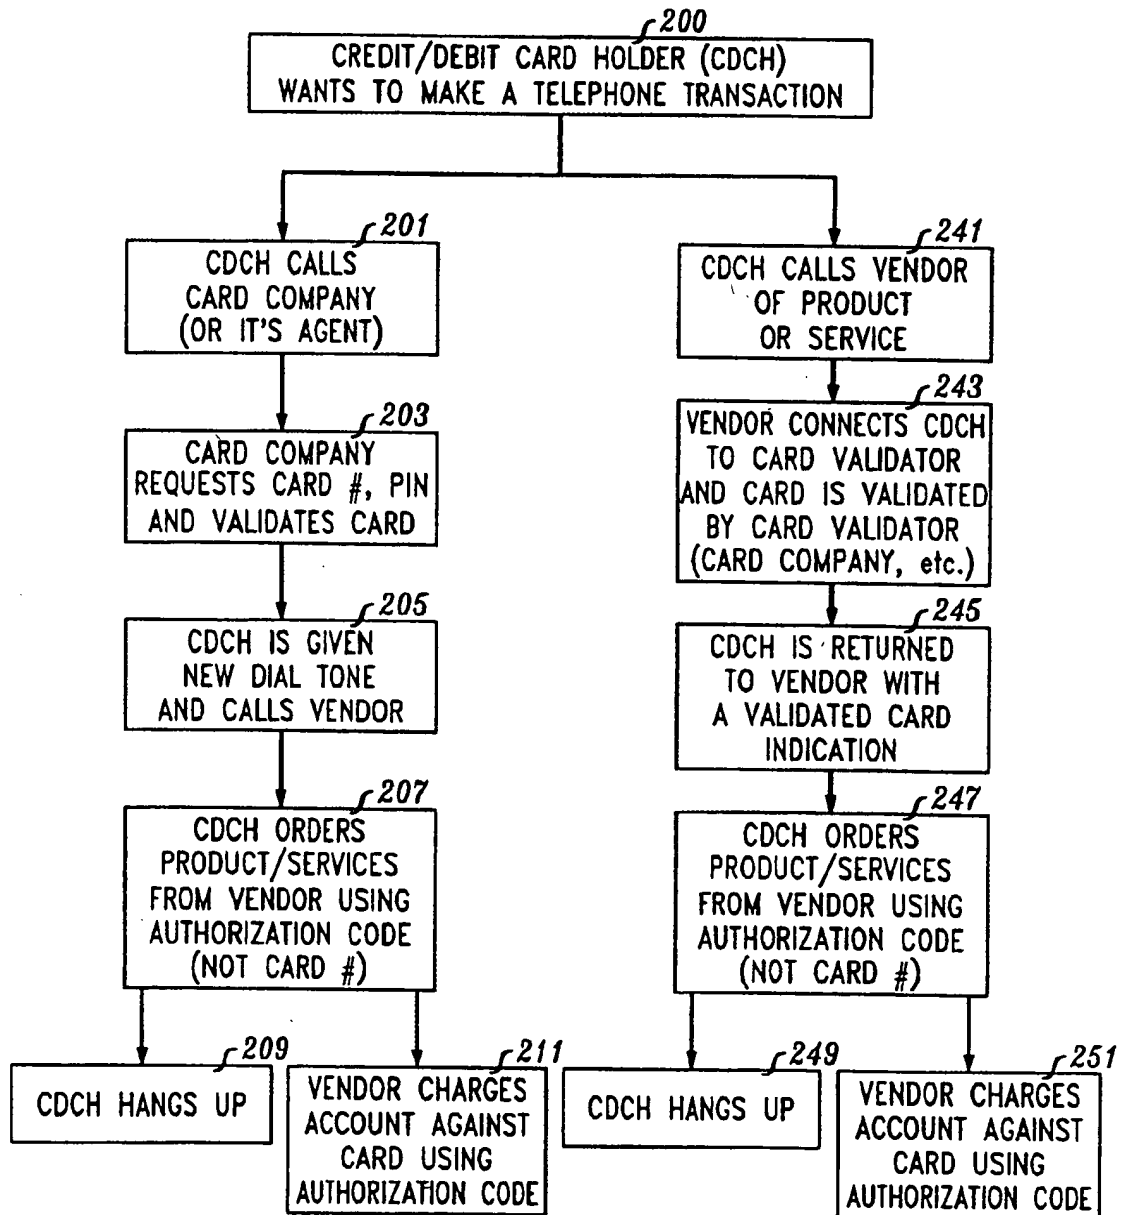 200
CREDIT/DEBIT CARD HOLDER (CDCH)
WANTS TO MAKE A TELEPHONE TRANSACTION
201
CDCH CALLS
CARD COMPANY
(OR IT'S AGENT)
203
CARD COMPANY
REQUESTS CARD #, PIN
AND VALIDATES CARD
205
CDCH IS GIVEN
NEW DIAL TONE
AND CALLS VENDOR
207
CDCH ORDERS
PRODUCT/SERVICES
FROM VENDOR USING
AUTHORIZATION CODE
(NOT CARD #)
209
CDCH HANGS UP
211
VENDOR CHARGES
ACCOUNT AGAINST
CARD USING
AUTHORIZATION CODE
241
CDCH CALLS VENDOR
OF PRODUCT
OR SERVICE
243
VENDOR CONNECTS CDCH
TO CARD VALIDATOR
AND CARD IS VALIDATED
BY CARD VALIDATOR
(CARD COMPANY, etc.)
245
CDCH IS RETURNED
TO VENDOR WITH
A VALIDATED CARD
INDICATION
247
CDCH ORDERS
PRODUCT/SERVICES
FROM VENDOR USING
AUTHORIZATION CODE
(NOT CARD #)
249
CDCH HANGS UP
251
VENDOR CHARGES
ACCOUNT AGAINST
CARD USING
AUTHORIZATION CODE